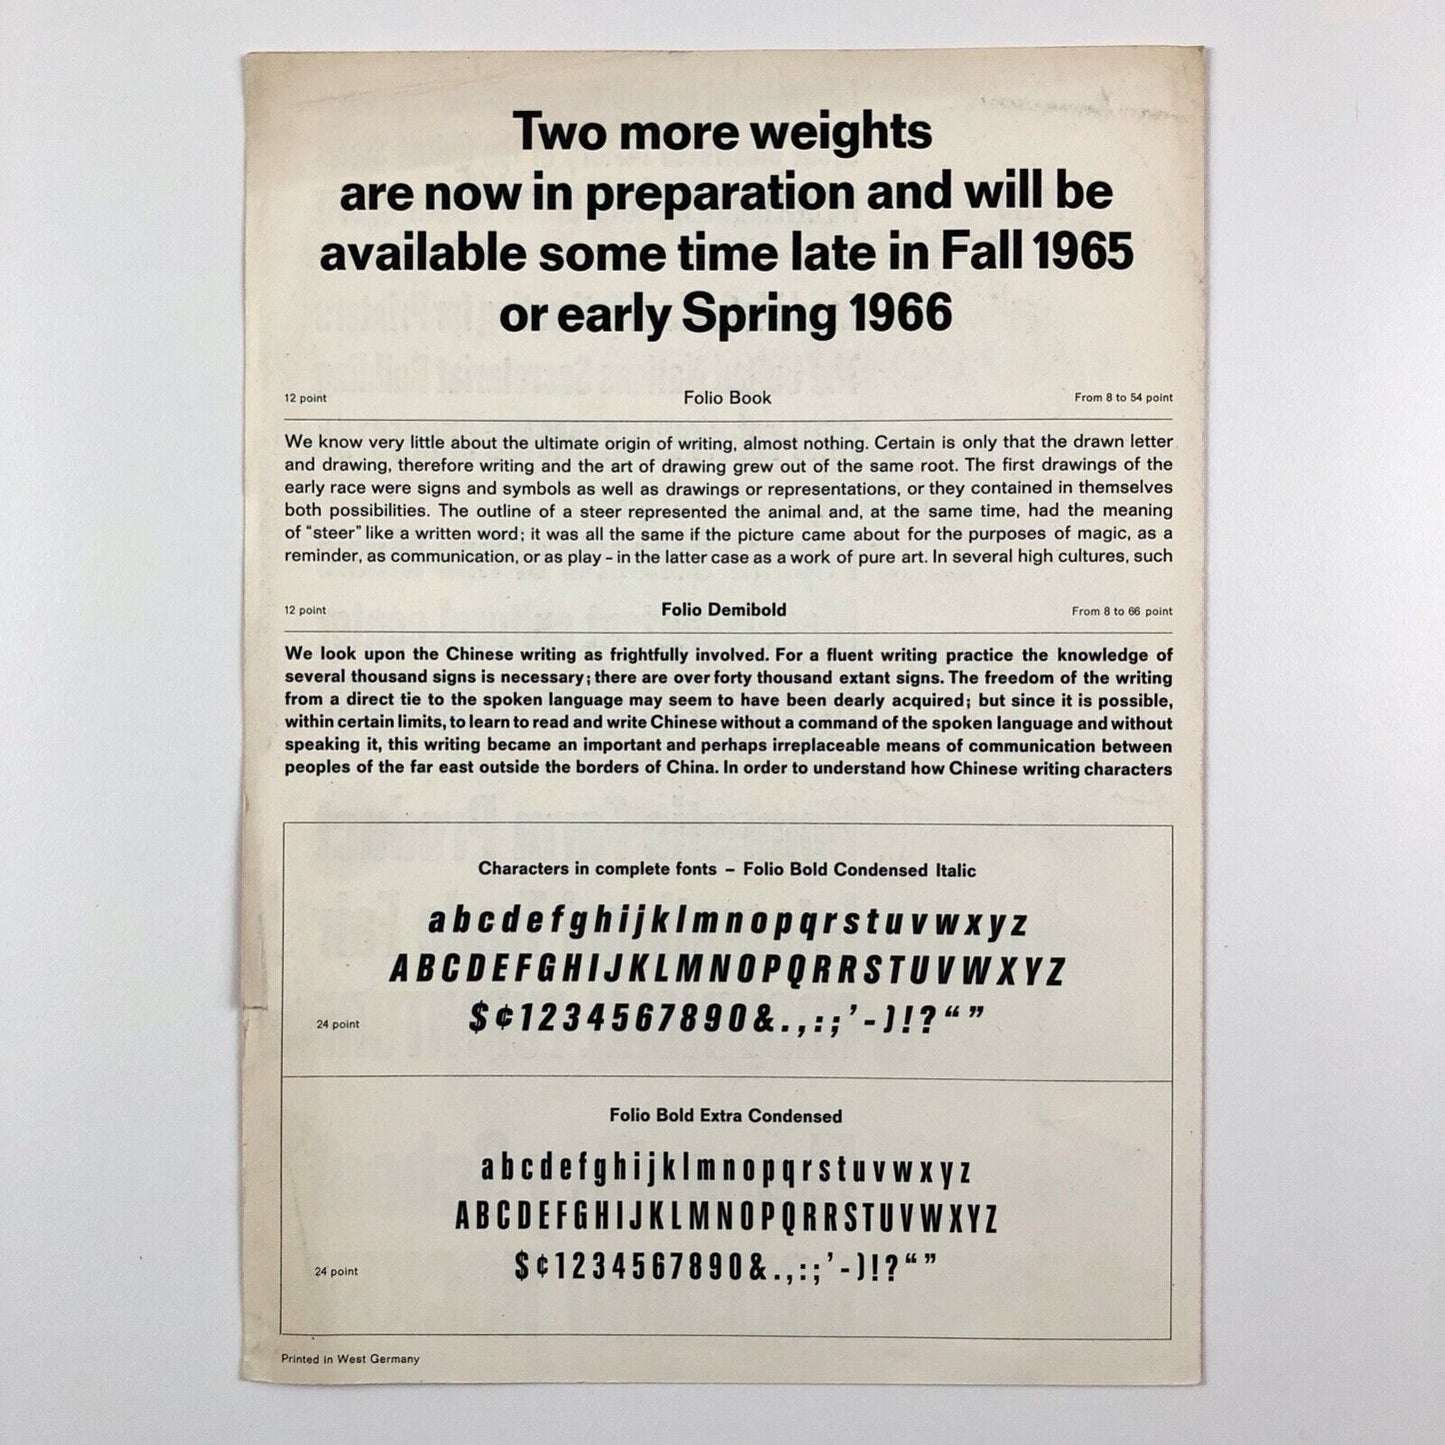 Two more weights
are now in preparation and will be
available some time late in Fall 1965
or early Spring 1966
12 point Folio Book From 8 to 54 point
We know very little about the ultimate origin of writing, almost nothing. Certain is only that the drawn letter
and drawing, therefore writing and the art of drawing grew out of the same root. The first drawings of the
early race were signs and symbols as well as drawings or representations, or they contained in themselves
both possibilities. The outline of a steer represented the animal and, at the same time, had the meaning
of “steer” like a written word; it was all the same if the picture came about for the purposes of magic, as a
reminder, as communication, or as play – in the latter case as a work of pure art. In several high cultures, such
12 point Folio Demibold From 8 to 66 point
We look upon the Chinese writing as frightfully involved. For a fluent writing practice the knowledge of
several thousand signs is necessary; there are over forty thousand extant signs. The freedom of the writing
from a direct tie to the spoken language may seem to have been dearly acquired; but since it is possible,
within certain limits, to learn to read and write Chinese without a command of the spoken language and without
speaking it, this writing became an important and perhaps irreplaceable means of communication between
peoples of the far east outside the borders of China. In order to understand how Chinese writing characters
Characters in complete fonts – Folio Bold Condensed Italic
abcdefghijklmnopqrstuvwxyz
ABCDEFGHIJKLMNOPQRRSTUVWXYZ
24 point $¢1234567890&.,:;’-)!?“”
Folio Bold Extra Condensed
abcdefghijklmnopqrstuvwxyz
ABCDEFGHIJKLMNOPQRRSTUVWXYZ
24 point $¢1234567890&.,:;’-)!?“”
Printed in West Germany